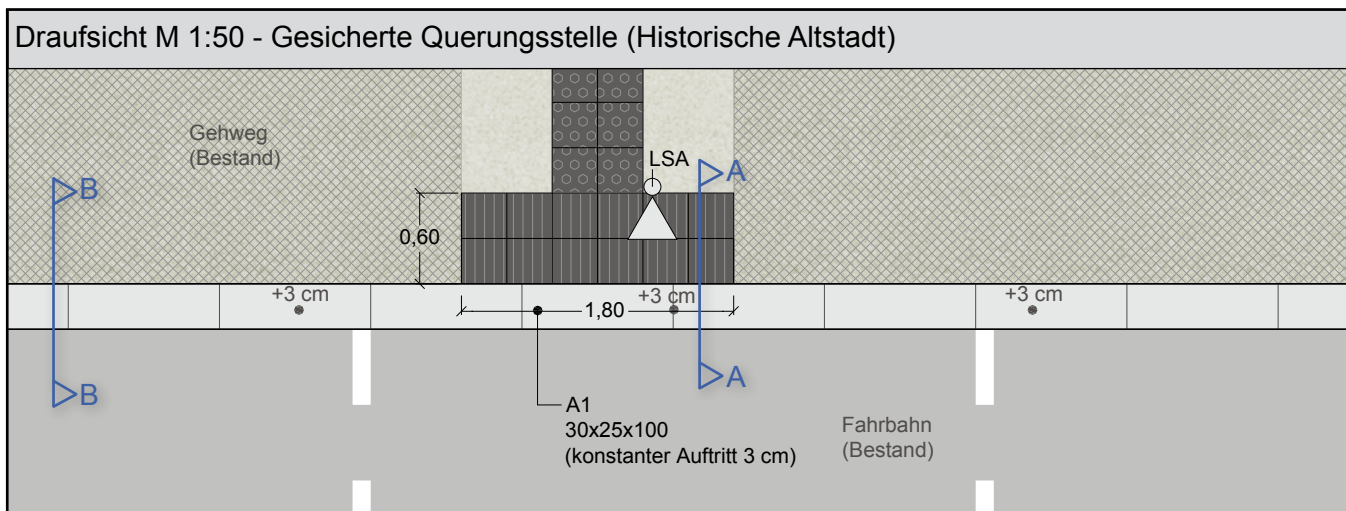 Draufsicht M 1:50 - Gesicherte Querungsstelle (Historische Altstadt)
Gehweg
(Bestand)
LSA
A
B
0,60
+3 cm
+3 cm
+3 cm
1,80
A
B
A1
30x25x100
(konstanter Auftritt 3 cm)
Fahrbahn
(Bestand)